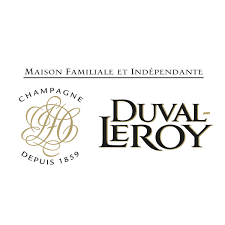 MAISON FAMILIALE ET INDÉPENDANTE
CHAMPAGNE
DEPUIS 1859
DUVAL-
LEROY